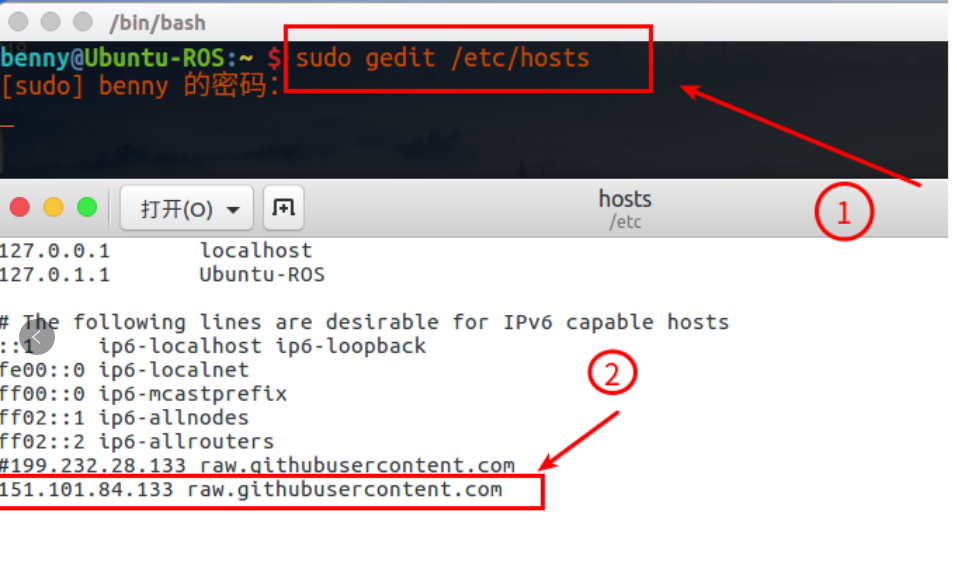 /bin/bash
benny@Ubuntu-ROS:~ $ sudo gedit /etc/hosts
[sudo] benny 的密码：
打开(O)
hosts
/etc
1
127.0.0.1 localhost
127.0.1.1 Ubuntu-ROS
# The following lines are desirable for IPv6 capable hosts
::1 ip6-localhost ip6-loopback
fe00::0 ip6-localnet
2
ff00::0 ip6-mcastprefix
ff02::1 ip6-allnodes
ff02::2 ip6-allrouters
#199.232.28.133 raw.githubusercontent.com
151.101.84.133 raw.githubusercontent.com